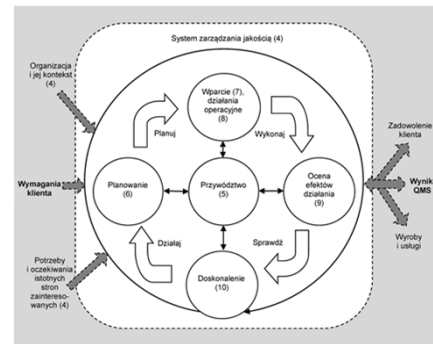 System zarządzania jakością (4)
Organizacja
i jej kontekst
(4)
Wparcie (7),
działania
operacyjne
(8)
Planuj
Wykonaj
Zadowolenie
klienta
Wymagania
klienta
Planowanie
(6)
Przywództwo
(5)
Ocena
efektów
działania
(9)
Wynik
QMS
Działaj
Sprawdź
Wyroby
i usługi
Potrzeby
i oczekiwania
istotnych
stron
zaintereso-
wanych (4)
Doskonalenie
(10)